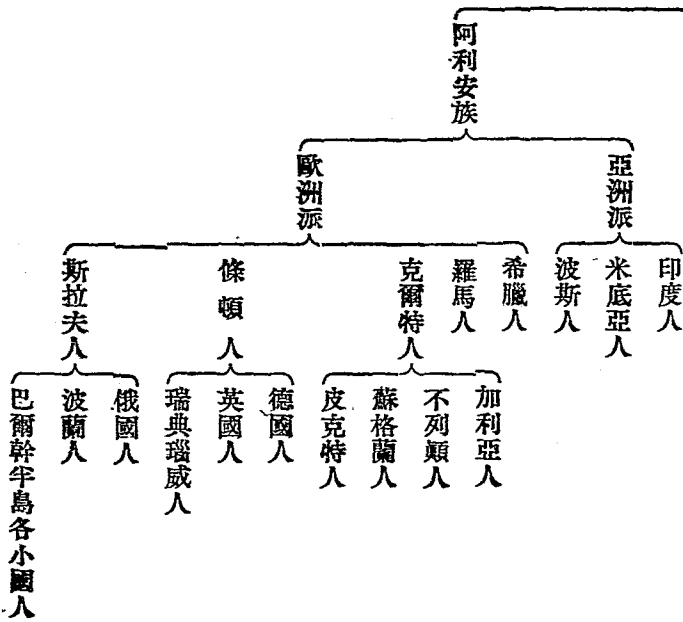 阿利安族
亞洲派
印度人
米底亞人
波斯人
歐洲派
希臘人
羅馬人
克爾特人
加利亞人
不列顛人
蘇格蘭人
皮克特人
條頓人
德國人
英國人
瑞典瑙威人
斯拉夫人
俄國人
波蘭人
巴爾幹半島各小國人